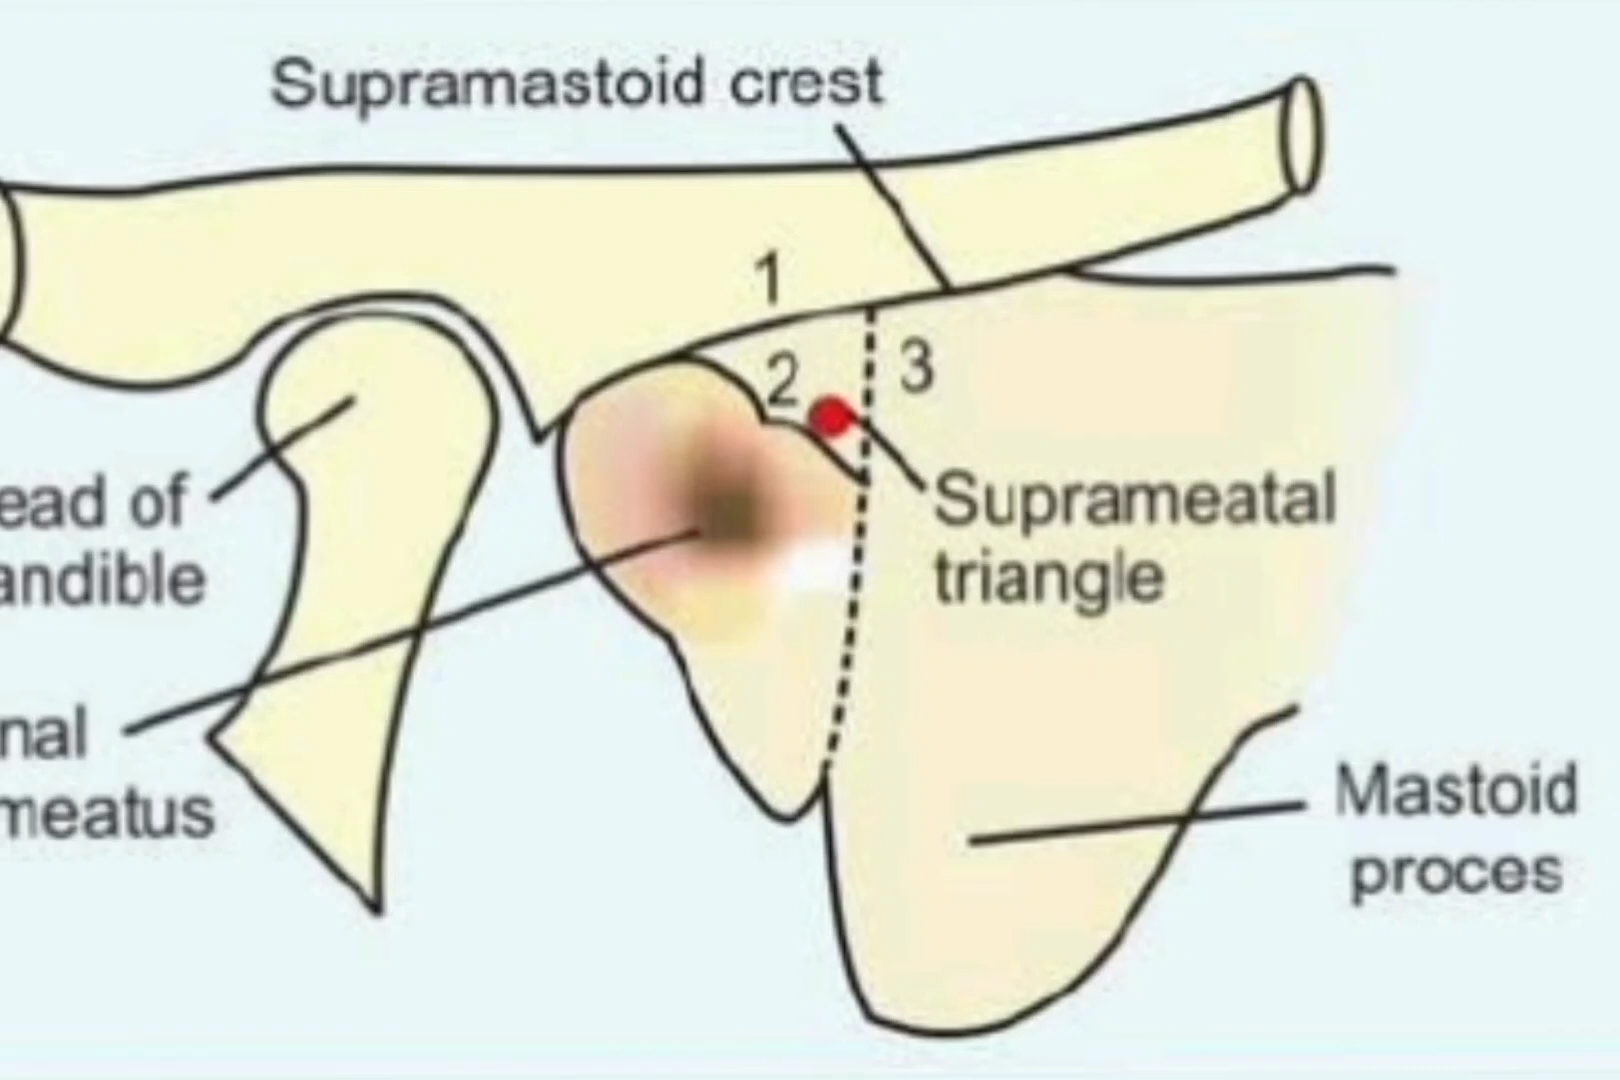 Supramastoid crest
1
2
3
ead of
andible
Suprameatal
triangle
nal
meatus
Mastoid
proces